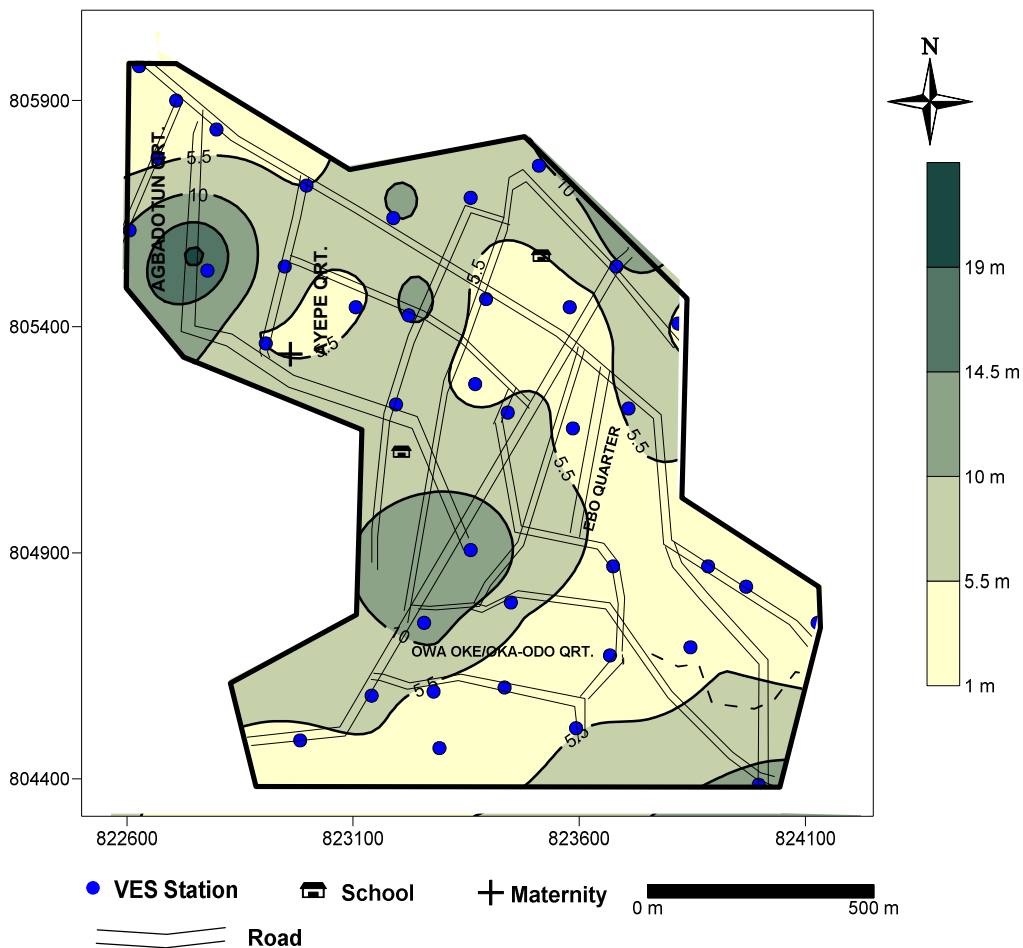 N
805900
805400
804900
804400
822600
823100
823600
824100
AGBADOTUN QRT.
AYEPE QRT.
EBO QUARTER
OWA OKE/OKA-ODO QRT.
5.5
10
5.5
5.5
10
5.5
5.5
10
5.5
5.5
19 m
14.5 m
10 m
5.5 m
1 m
VES Station
School
Maternity
0 m
500 m
Road